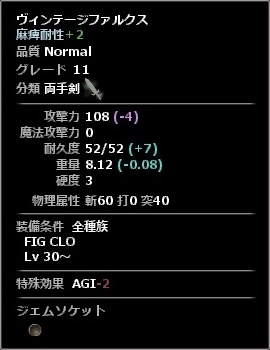 ヴィンテージファルクス
麻痺耐性+2
品質 Normal
グレード 11
分類 両手剣
攻撃力 108 (-4)
魔法攻撃力 0
耐久度 52/52 (+7)
重量 8.12 (-0.08)
硬度 3
物理属性 斬60 打0 突40
装備条件 全種族
FIG CLO
Lv 30～
特殊効果 AGI-2
ジェムソケット